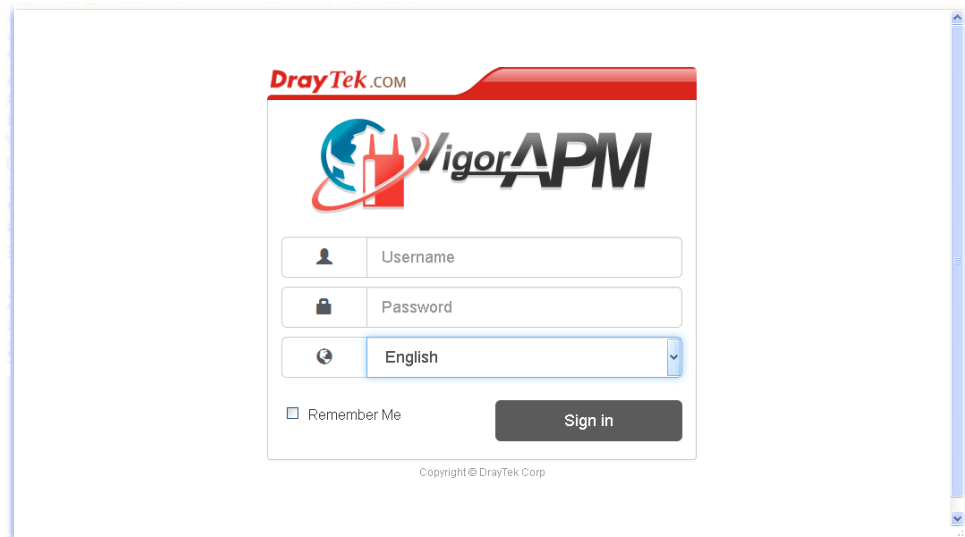 DrayTek.COM
VigorAPM
Username
Password
English
Remember Me
Sign in
Copyright © DrayTek Corp